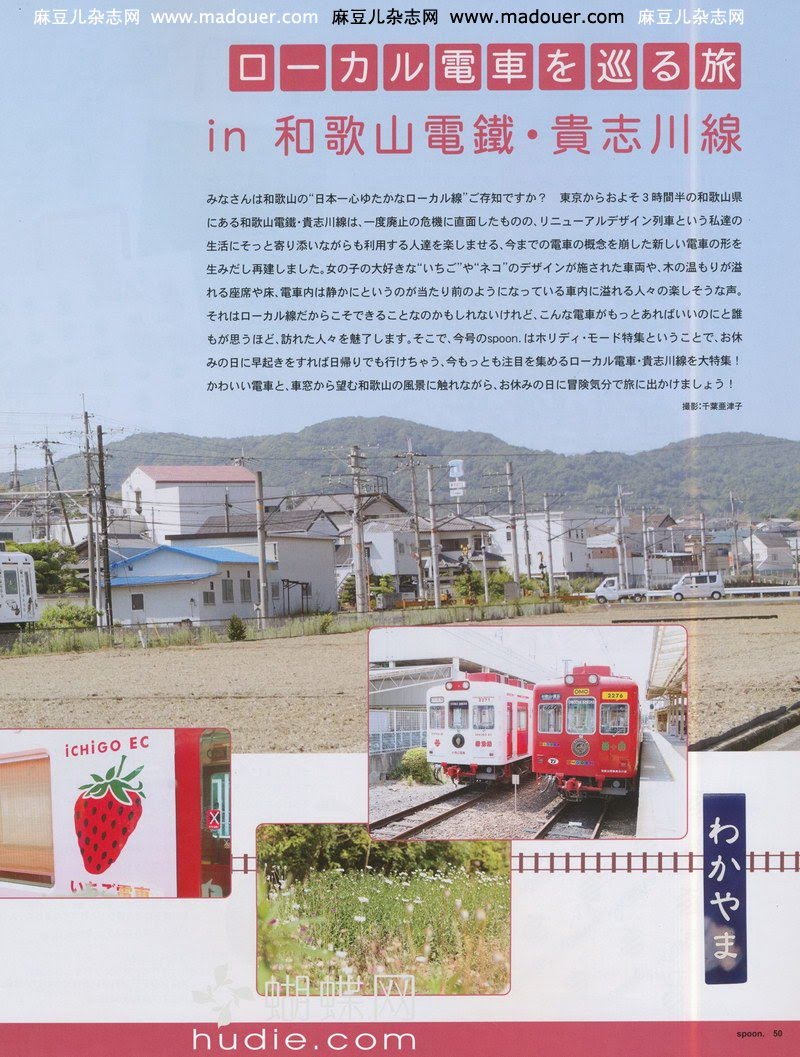 麻豆儿杂志网 www.madouer.com 麻豆儿杂志网 www.madouer.com 麻豆儿杂志网
ローカル電車を巡る旅
in 和歌山電鐵・貴志川線
みなさんは和歌山の“日本一心ゆたかなローカル線”ご存知ですか？　東京からおよそ3時間半の和歌山県
にある和歌山電鐵・貴志川線は、一度廃止の危機に直面したものの、リニューアルデザイン列車という私達の
生活にそっと寄り添いながらも利用する人達を楽しませる、今までの電車の概念を崩した新しい電車の形を
生みだし再建しました。女の子の大好きな“いちご”や“ネコ”のデザインが施された車両や、木の温もりが溢
れる座席や床、電車内は静かにというのが当たり前のようになっている車内に溢れる人々の楽しそうな声。
それはローカル線だからこそできることなのかもしれないけれど、こんな電車がもっとあればいいのにと誰
もが思うほど、訪れた人々を魅了します。そこで、今号のspoon.はホリディ・モード特集ということで、お休
みの日に早起きをすれば日帰りでも行けちゃう、今もっとも注目を集めるローカル電車・貴志川線を大特集！
かわいい電車と、車窓から望む和歌山の風景に触れながら、お休みの日に冒険気分で旅に出かけましょう！
撮影：千葉亜津子
2271
OMO
2276
iCHiGO EC
いちご電車
わかやま
蝴蝶网
hudie.com
spoon. 50